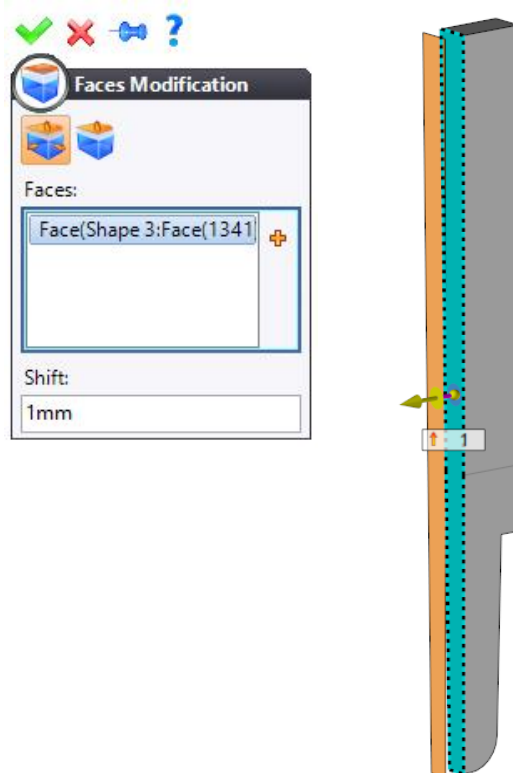 ?
Faces Modification
Faces:
Face(Shape 3:Face(1341)
Shift:
1mm
1